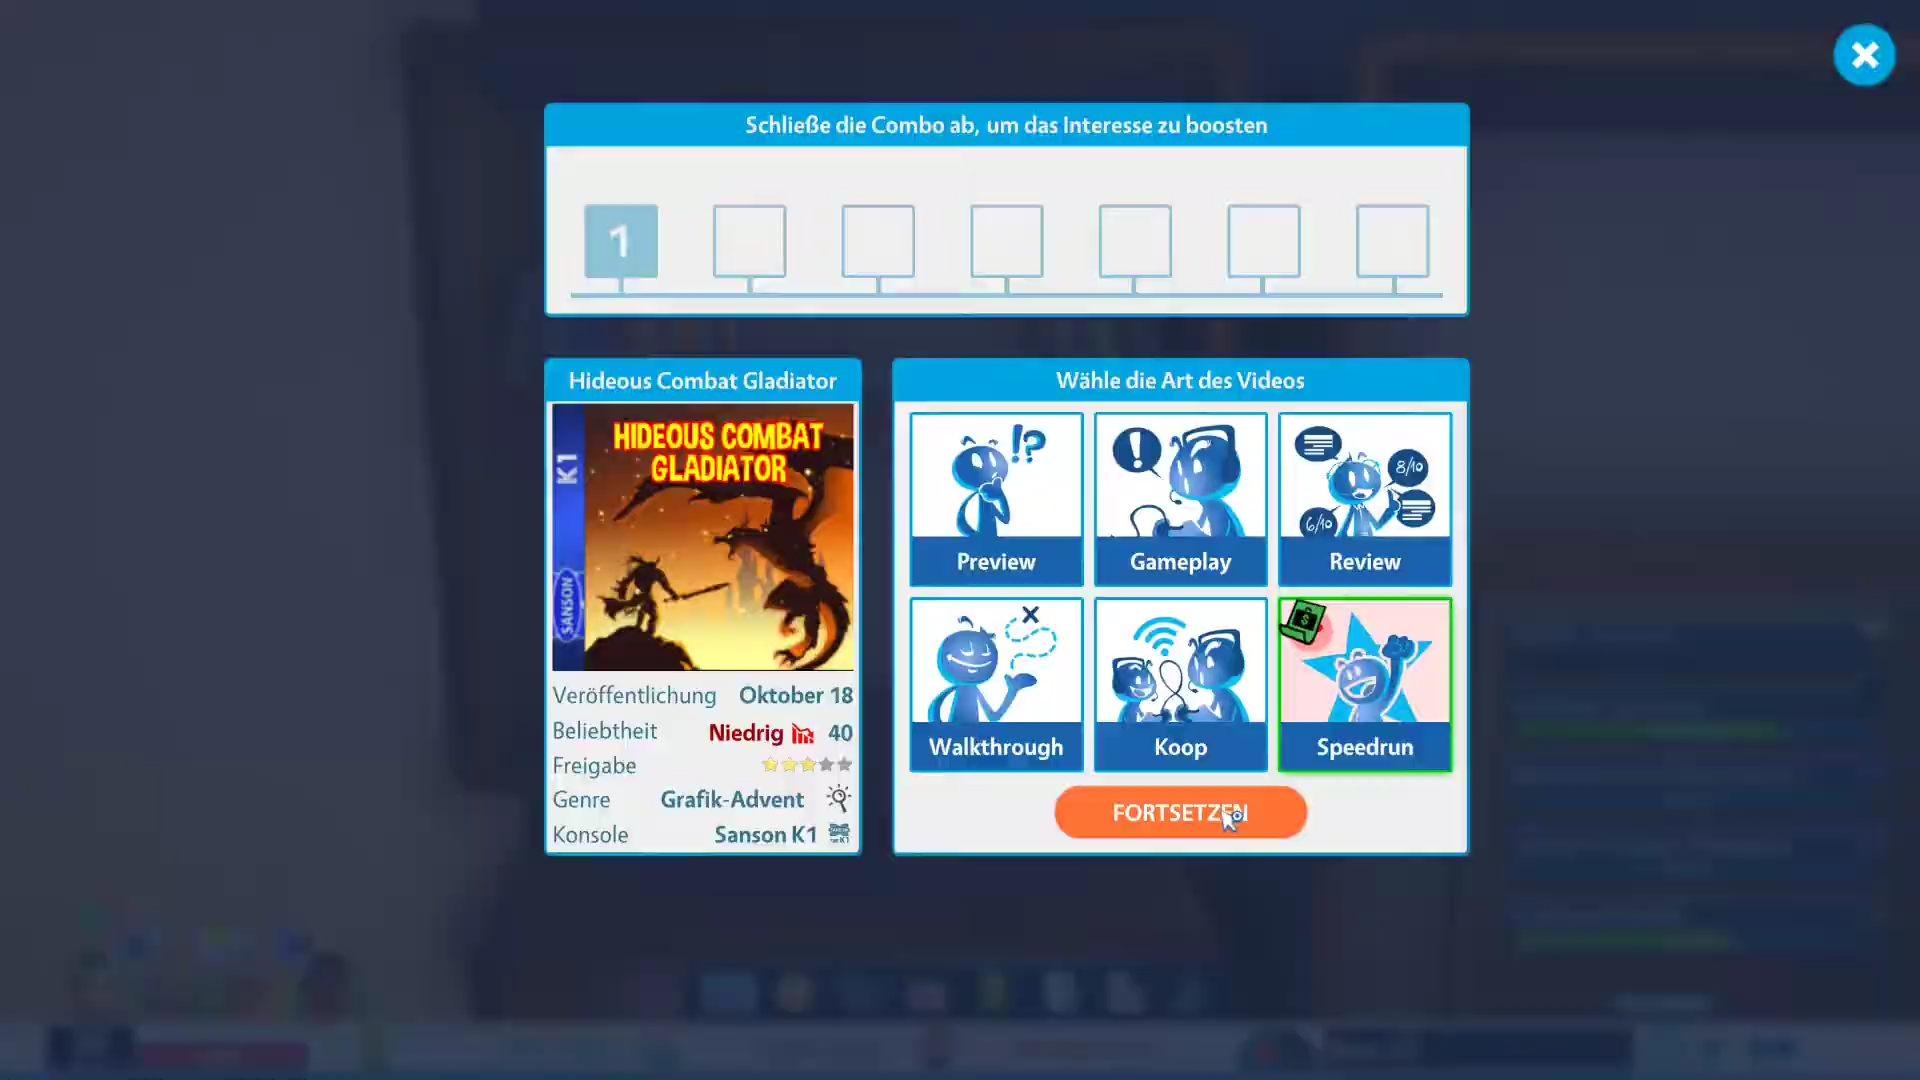 Schließe die Combo ab, um das Interesse zu boosten
1
Hideous Combat Gladiator
K1
SANSON
HIDEOUS COMBAT
GLADIATOR
Veröffentlichung Oktober 18
Beliebtheit Niedrig 40
Freigabe
Genre Grafik-Advent
Konsole Sanson K1
Wähle die Art des Videos
!?
Preview
!
Gameplay
8/10
6/10
Review
Walkthrough
Koop
$
Speedrun
FORTSETZEN